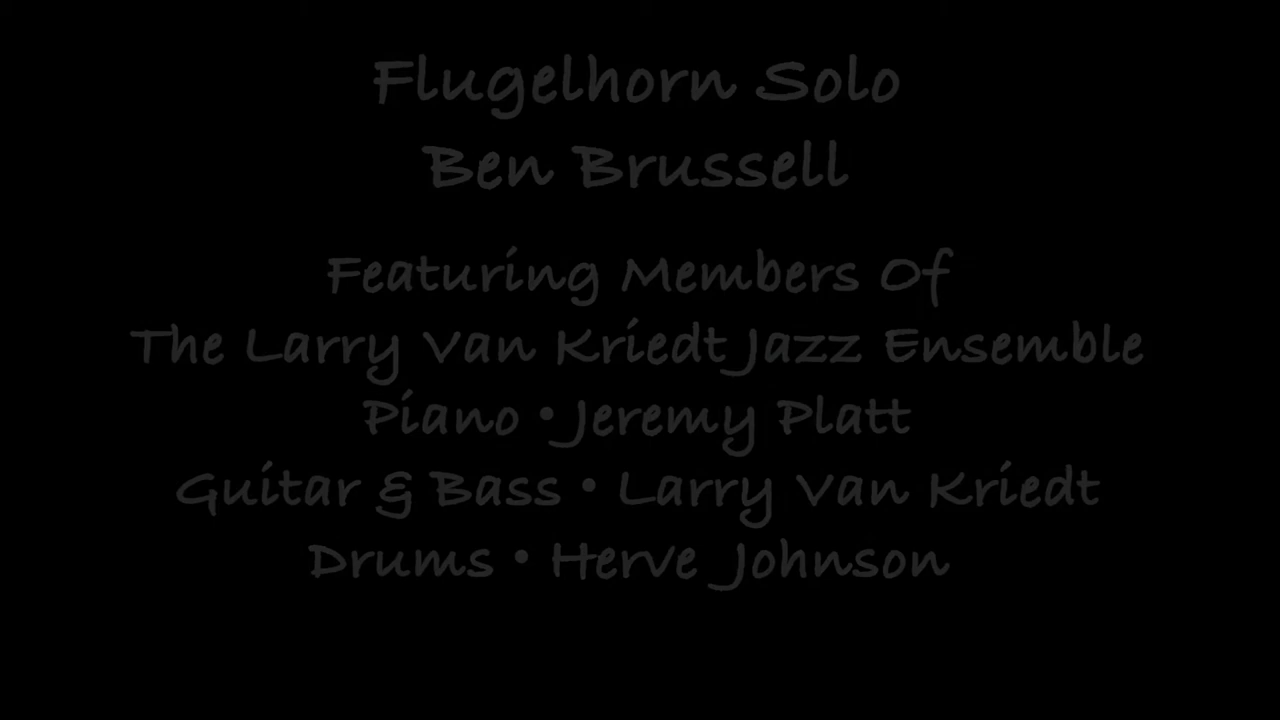 Flugelhorn Solo
Ben Brussell
Featuring Members Of
The Larry Van Kriedt Jazz Ensemble
Piano • Jeremy Platt
Guitar & Bass • Larry Van Kriedt
Drums • Herve Johnson